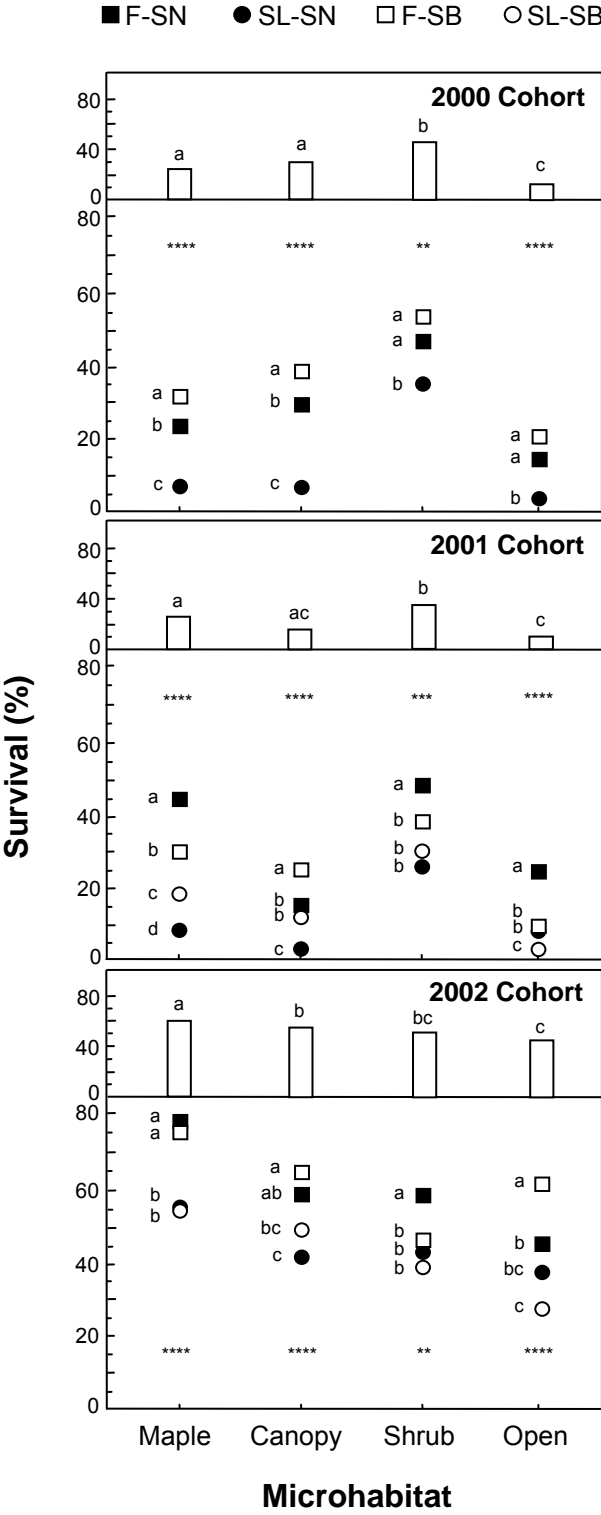 F-SN SL-SN F-SB SL-SB
2000 Cohort
80
40
0
a a b c
80
60
40
20
0
**** **** ** ****
a b c
a b c
a a b
a a b
2001 Cohort
80
40
0
a ac b c
80
60
40
20
0
**** **** *** ****
a b c d
a b b c
a b b b
a b b c
2002 Cohort
80
40
0
a b bc c
80
60
40
20
0
a a b b
a ab bc c
a b b b
a b bc c
**** **** ** ****
Survival (%)
Maple Canopy Shrub Open
Microhabitat